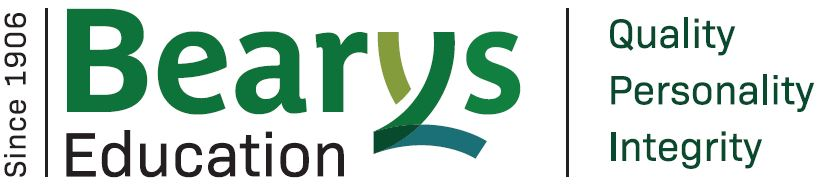 Since 1906
Bearys
Education
Quality
Personality
Integrity